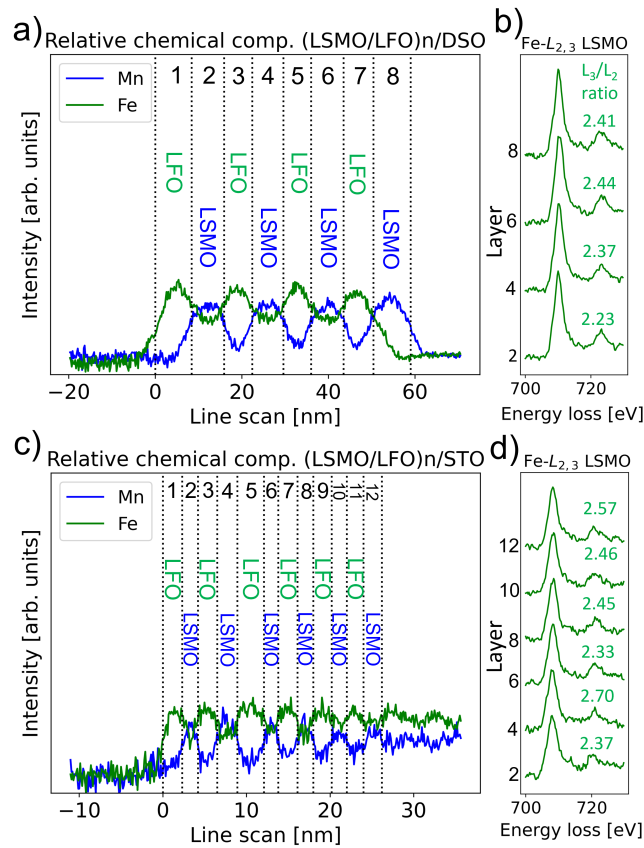 a)
Relative chemical comp. (LSMO/LFO)n/DSO
Mn
Fe
1 2 3 4 5 6 7 8
LFO LFO LFO LFO
LSMO LSMO LSMO LSMO
Intensity [arb. units]
−20 0 20 40 60
Line scan [nm]
b)
Fe-L2,3 LSMO
L3/L2
ratio
2.41
8
2.44
6
2.37
4
2.23
2
Layer
700 720
Energy loss [eV]
c)
Relative chemical comp. (LSMO/LFO)n/STO
Mn
Fe
1 2 3 4 5 6 7 8 9 10 11 12
LFO LFO LFO LFO LFO LFO
LSMO LSMO LSMO LSMO LSMO LSMO
Intensity [arb. units]
−10 0 10 20 30
Line scan [nm]
d)
Fe-L2,3 LSMO
2.57
12
2.46
10
2.45
8
2.33
6
2.70
4
2.37
2
Layer
700 720
Energy loss [eV]